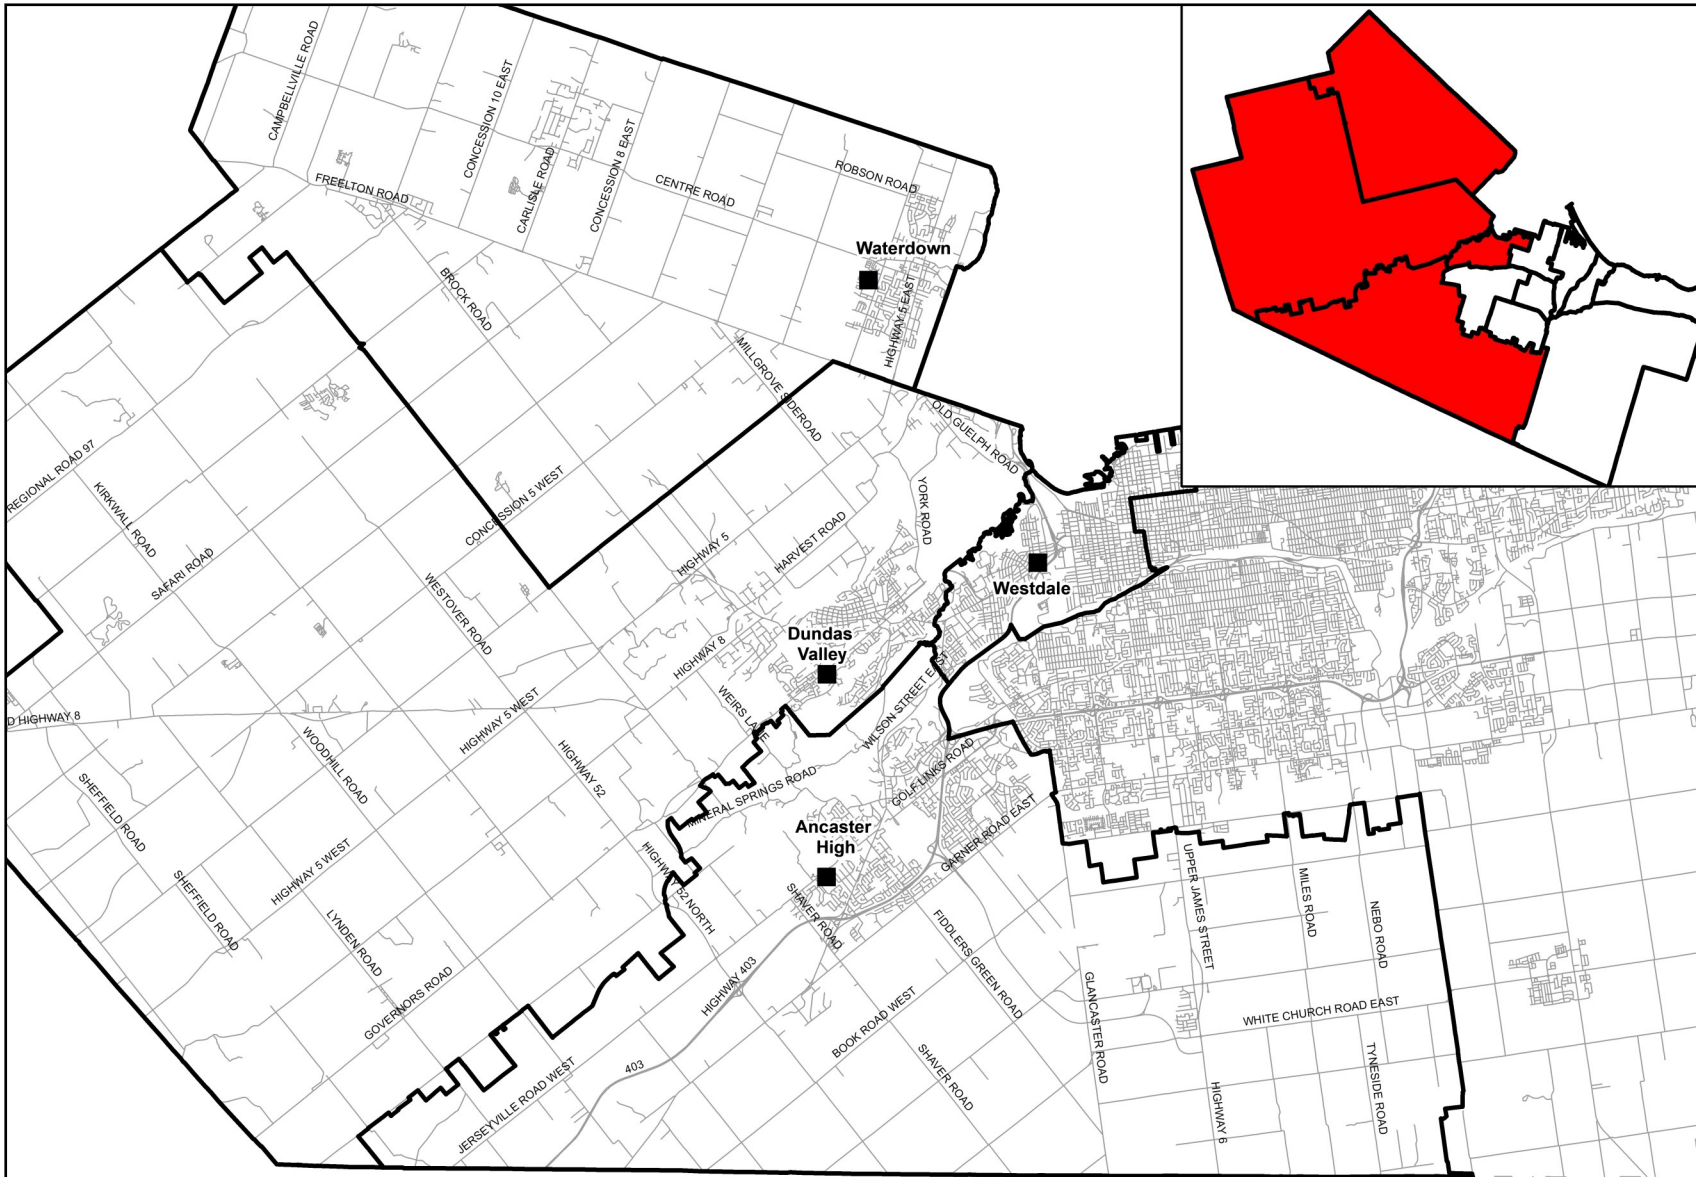 CAMPBELLVILLE ROAD
CONCESSION 10 EAST
CONCESSION 8 EAST
CARLISLE ROAD
FREELTON ROAD
CENTRE ROAD
ROBSON ROAD
Waterdown
HIGHWAY 5 EAST
BROCK ROAD
MILLGROVE SIDEROAD
OLD GUELPH ROAD
REGIONAL ROAD 97
KIRKWALL ROAD
SAFARI ROAD
CONCESSION 5 WEST
WESTOVER ROAD
HIGHWAY 5
HARVEST ROAD
YORK ROAD
Westdale
Dundas
Valley
HIGHWAY 8
WEIRS LANE
WILSON STREET EAST
D HIGHWAY 8
HIGHWAY 5 WEST
WOODHILL ROAD
HIGHWAY 52
MINERAL SPRINGS ROAD
GOLF LINKS ROAD
SHEFFIELD ROAD
Ancaster
High
GARNER ROAD EAST
HIGHWAY 5 WEST
SHEFFIELD ROAD
HIGHWAY 52 NORTH
SHAVER ROAD
UPPER JAMES STREET
MILES ROAD
NEBO ROAD
LYNDEN ROAD
GOVERNORS ROAD
HIGHWAY 403
FIDDLERS GREEN ROAD
GLANCASTER ROAD
BOOK ROAD WEST
WHITE CHURCH ROAD EAST
SHAVER ROAD
TYNESIDE ROAD
403
JERSEYVILLE ROAD WEST
HIGHWAY 6